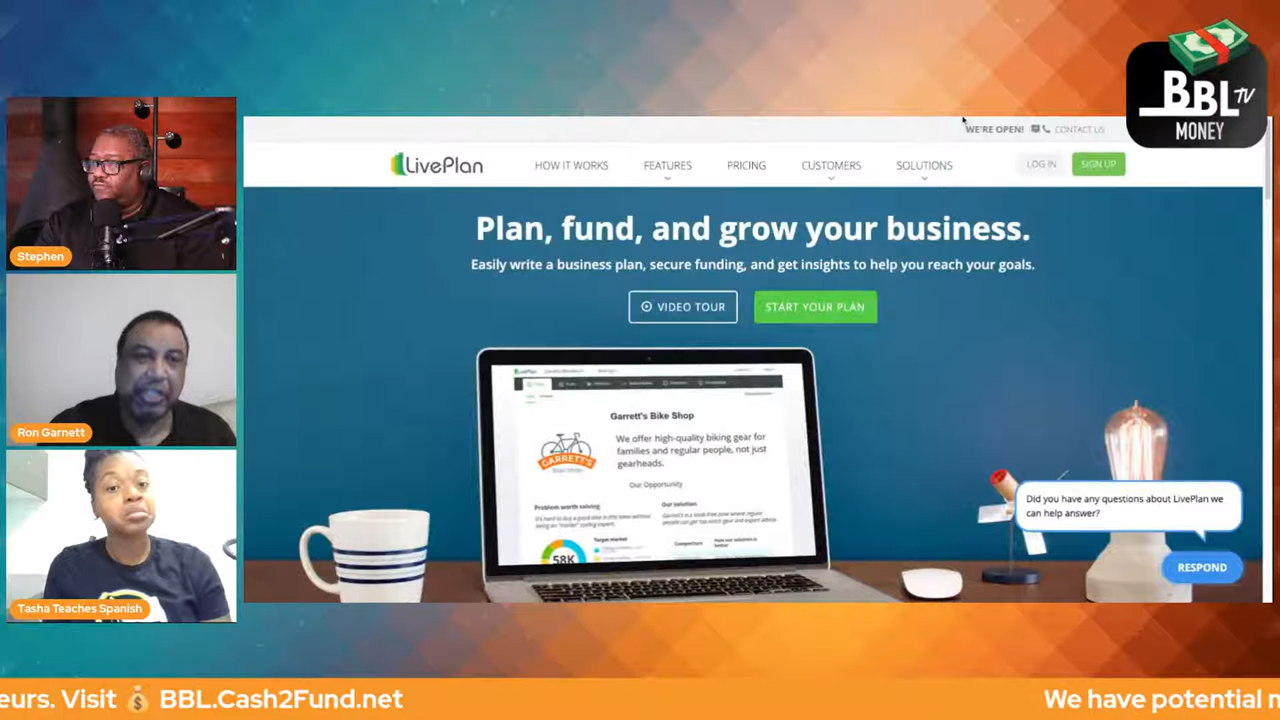 BBL TV
MONEY
WE'RE OPEN! CONTACT US
LivePlan HOW IT WORKS FEATURES PRICING CUSTOMERS SOLUTIONS LOG IN SIGN UP
Plan, fund, and grow your business.
Easily write a business plan, secure funding, and get insights to help you reach your goals.
VIDEO TOUR START YOUR PLAN
Garrett's Bike Shop
We offer high-quality biking gear for
families and regular people, not just
gearheads.
GARRETT'S
Our Opportunity
Problem worth solving
Our solution
Target market
58K
Competitors
Did you have any questions about LivePlan we
can help answer?
RESPOND
Stephen
Ron Garnett
Tasha Teaches Spanish
eurs. Visit 💰 BBL.Cash2Fund.net We have potential